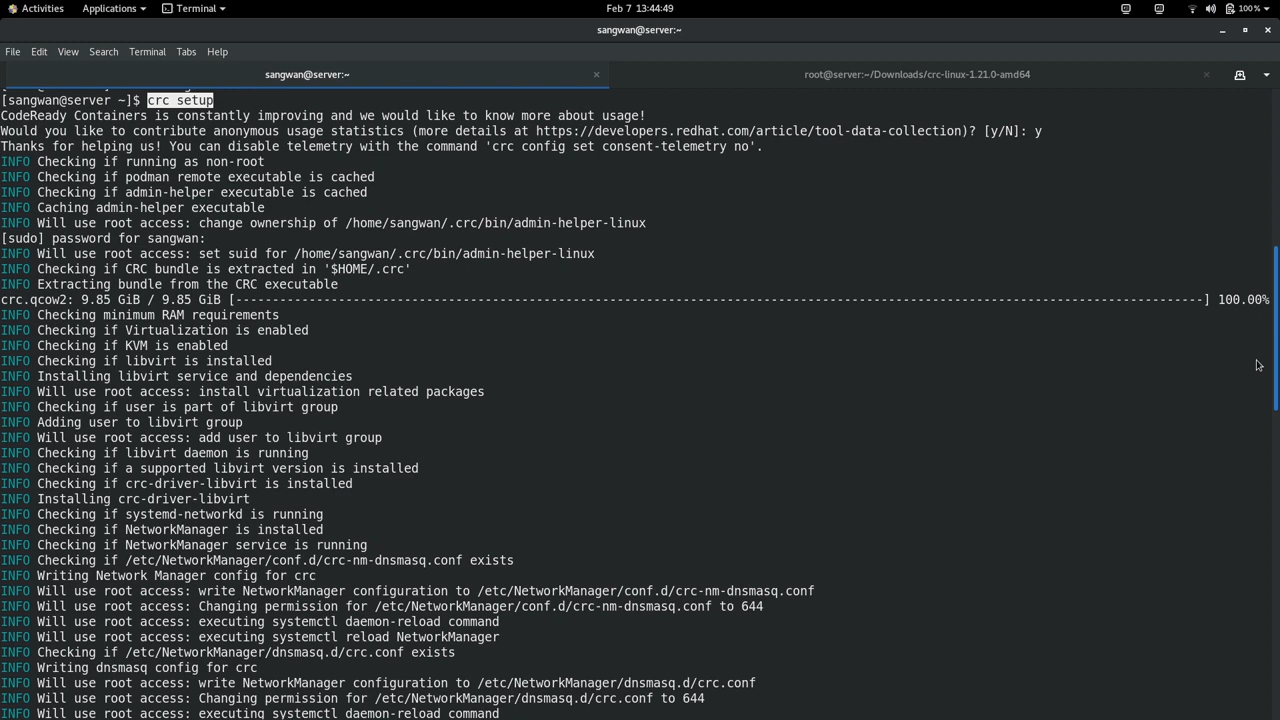 Activities Applications Terminal Feb 7 13:44:49 100%
sangwan@server:~
File Edit View Search Terminal Tabs Help
sangwan@server:~ root@server:~/Downloads/crc-linux-1.21.0-amd64
[sangwan@server ~]$ crc setup
CodeReady Containers is constantly improving and we would like to know more about usage!
Would you like to contribute anonymous usage statistics (more details at https://developers.redhat.com/article/tool-data-collection)? [y/N]: y
Thanks for helping us! You can disable telemetry with the command 'crc config set consent-telemetry no'.
INFO Checking if running as non-root
INFO Checking if podman remote executable is cached
INFO Checking if admin-helper executable is cached
INFO Caching admin-helper executable
INFO Will use root access: change ownership of /home/sangwan/.crc/bin/admin-helper-linux
[sudo] password for sangwan:
INFO Will use root access: set suid for /home/sangwan/.crc/bin/admin-helper-linux
INFO Checking if CRC bundle is extracted in '$HOME/.crc'
INFO Extracting bundle from the CRC executable
crc.qcow2: 9.85 GiB / 9.85 GiB [------------------------------------------------------------------------------------------------------------------------------------] 100.00%
INFO Checking minimum RAM requirements
INFO Checking if Virtualization is enabled
INFO Checking if KVM is enabled
INFO Checking if libvirt is installed
INFO Installing libvirt service and dependencies
INFO Will use root access: install virtualization related packages
INFO Checking if user is part of libvirt group
INFO Adding user to libvirt group
INFO Will use root access: add user to libvirt group
INFO Checking if libvirt daemon is running
INFO Checking if a supported libvirt version is installed
INFO Checking if crc-driver-libvirt is installed
INFO Installing crc-driver-libvirt
INFO Checking if systemd-networkd is running
INFO Checking if NetworkManager is installed
INFO Checking if NetworkManager service is running
INFO Checking if /etc/NetworkManager/conf.d/crc-nm-dnsmasq.conf exists
INFO Writing Network Manager config for crc
INFO Will use root access: write NetworkManager configuration to /etc/NetworkManager/conf.d/crc-nm-dnsmasq.conf
INFO Will use root access: Changing permission for /etc/NetworkManager/conf.d/crc-nm-dnsmasq.conf to 644
INFO Will use root access: executing systemctl daemon-reload command
INFO Will use root access: executing systemctl reload NetworkManager
INFO Checking if /etc/NetworkManager/dnsmasq.d/crc.conf exists
INFO Writing dnsmasq config for crc
INFO Will use root access: write NetworkManager configuration to /etc/NetworkManager/dnsmasq.d/crc.conf
INFO Will use root access: Changing permission for /etc/NetworkManager/dnsmasq.d/crc.conf to 644
INFO Will use root access: executing systemctl daemon-reload command